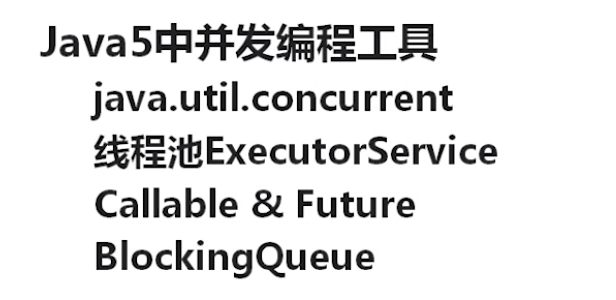 Java5中并发编程工具
java.util.concurrent
线程池ExecutorService
Callable & Future
BlockingQueue